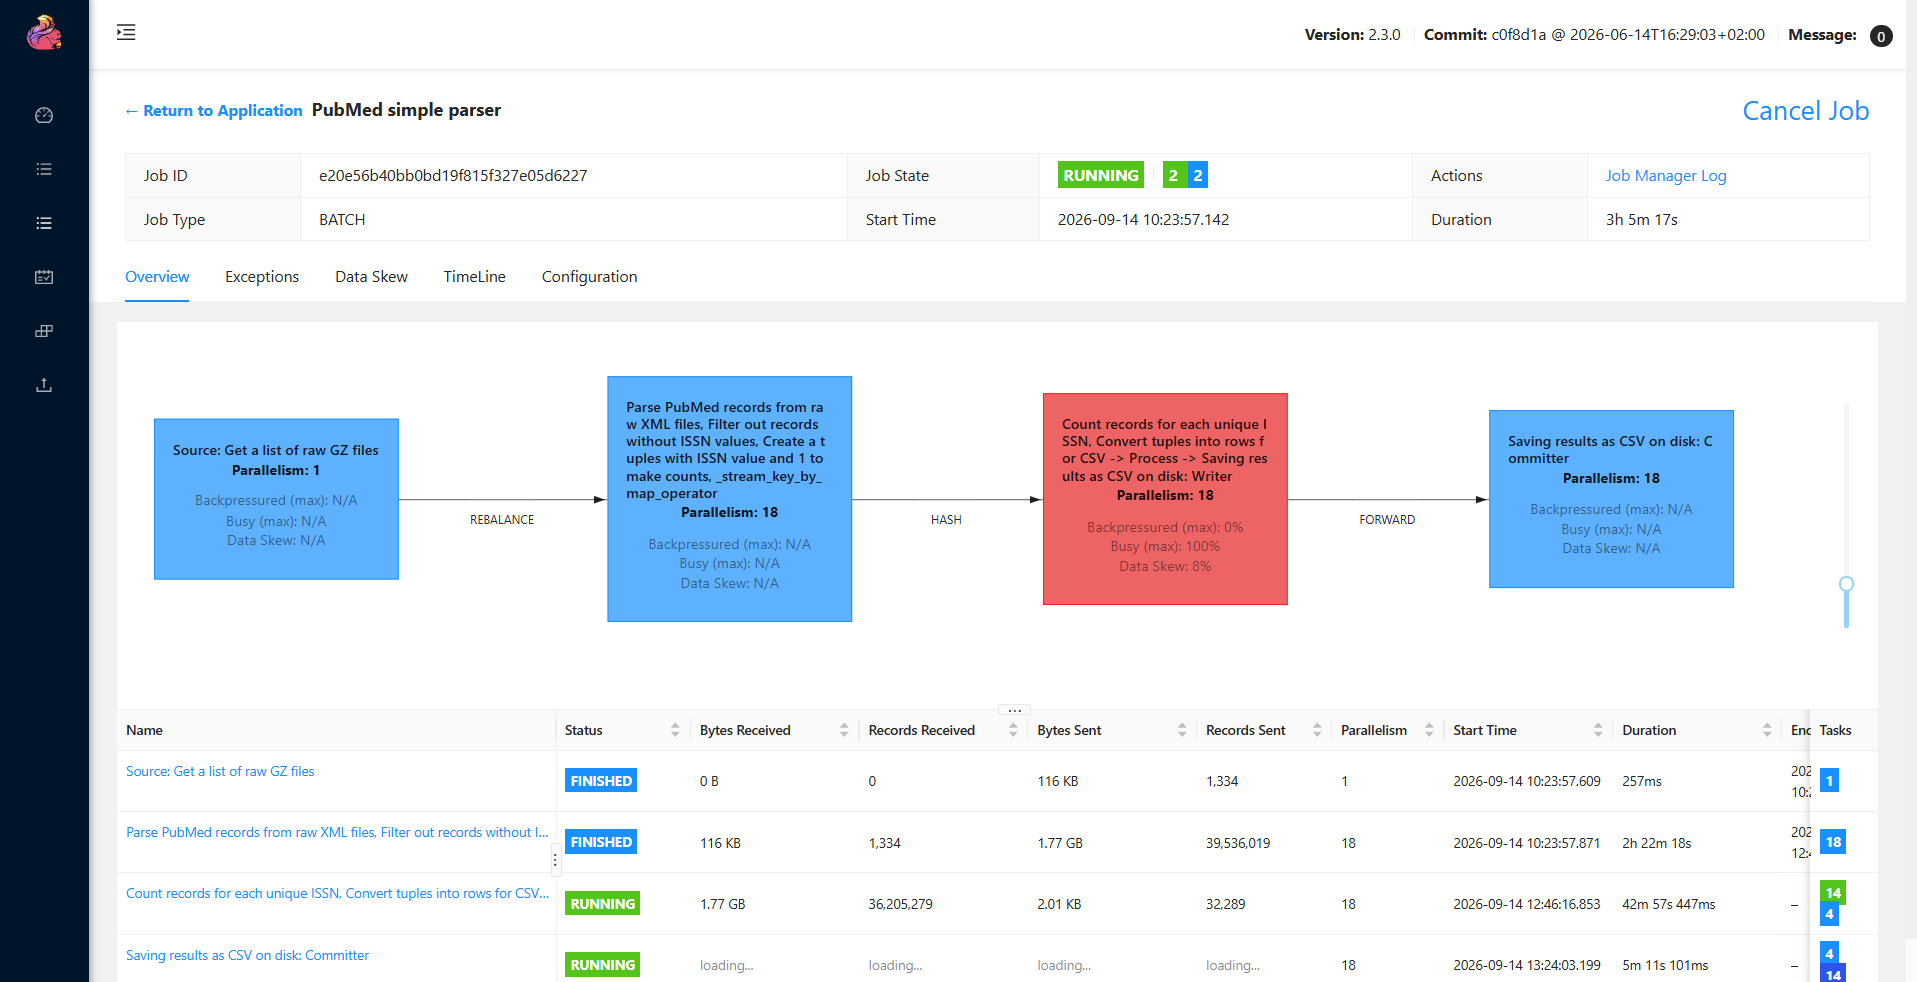 Version: 2.3.0 Commit: c0f8d1a @ 2026-06-14T16:29:03+02:00 Message: 0
← Return to Application PubMed simple parser Cancel Job
Job ID e20e56b40bb0bd19f815f327e05d6227 Job State RUNNING 2 2 Actions Job Manager Log
Job Type BATCH Start Time 2026-09-14 10:23:57.142 Duration 3h 5m 17s
Overview Exceptions Data Skew TimeLine Configuration
Source: Get a list of raw GZ files
Parallelism: 1
Backpressured (max): N/A
Busy (max): N/A
Data Skew: N/A
REBALANCE
Parse PubMed records from ra
w XML files, Filter out records
without ISSN values, Create a t
uples with ISSN value and 1 to
make counts, _stream_key_by_
map_operator
Parallelism: 18
Backpressured (max): N/A
Busy (max): N/A
Data Skew: N/A
HASH
Count records for each unique I
SSN, Convert tuples into rows f
or CSV -> Process -> Saving res
ults as CSV on disk: Writer
Parallelism: 18
Backpressured (max): 0%
Busy (max): 100%
Data Skew: 8%
FORWARD
Saving results as CSV on disk: C
ommitter
Parallelism: 18
Backpressured (max): N/A
Busy (max): N/A
Data Skew: N/A
Name Status Bytes Received Records Received Bytes Sent Records Sent Parallelism Start Time Duration Tasks
Source: Get a list of raw GZ files FINISHED 0 B 0 116 KB 1,334 1 2026-09-14 10:23:57.609 257ms 1
Parse PubMed records from raw XML files, Filter out records without I... FINISHED 116 KB 1,334 1.77 GB 39,536,019 18 2026-09-14 10:23:57.871 2h 22m 18s 18
Count records for each unique ISSN, Convert tuples into rows for CSV... RUNNING 1.77 GB 36,205,279 2.01 KB 32,289 18 2026-09-14 12:46:16.853 42m 57s 447ms – 14
4
Saving results as CSV on disk: Committer RUNNING loading... loading... loading... loading... 18 2026-09-14 13:24:03.199 5m 11s 101ms – 4
14